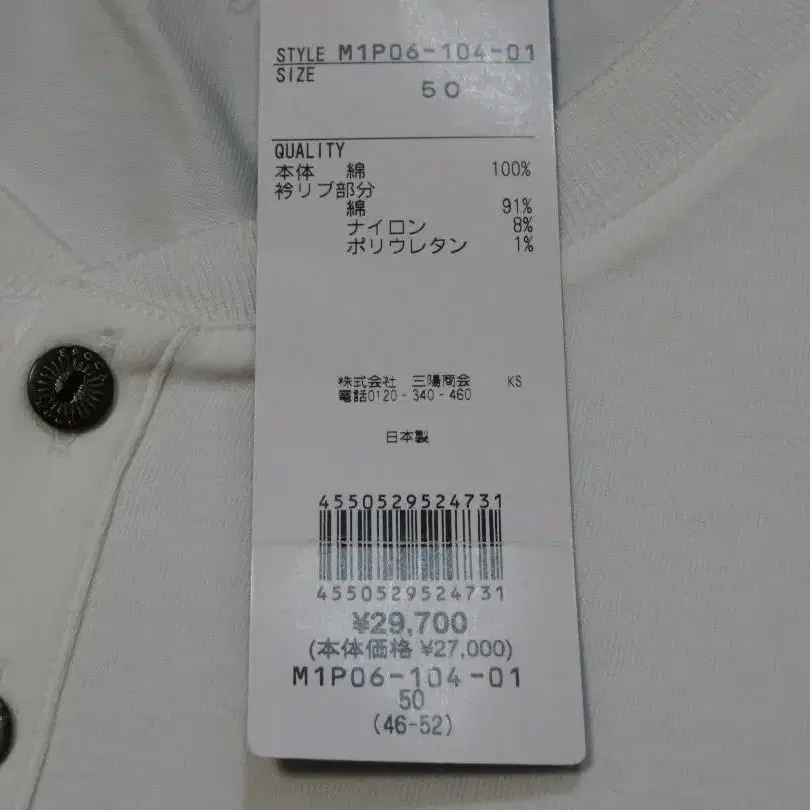 STYLE M1P06-104-01
SIZE
50
QUALITY
本体 綿 100%
衿リブ部分
綿 91%
ナイロン 8%
ポリウレタン 1%
株式会社 三陽商会 KS
電話0120-340-460
日本製
4550529524731
4550529524731
¥29,700
(本体価格 ¥27,000)
M1P06-104-01
50
(46-52)